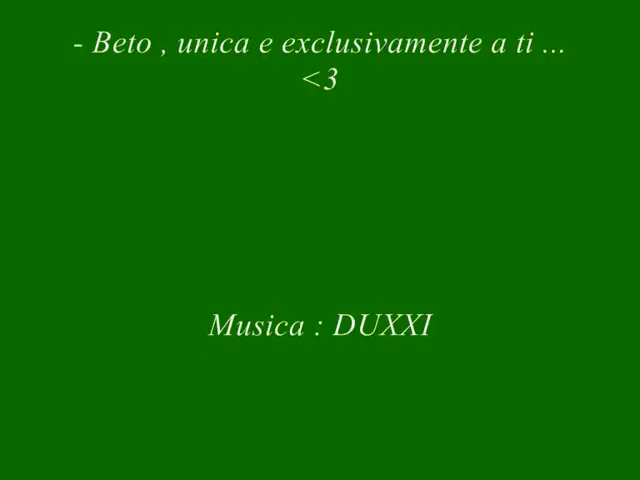 - Beto , unica e exclusivamente a ti ...
<3
Musica : DUXXI